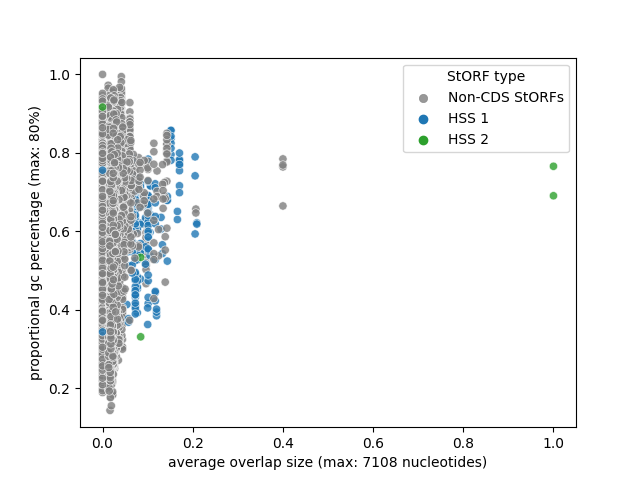 StORF type
Non-CDS StORFs
HSS 1
HSS 2
proportional gc percentage (max: 80%)
1.0
0.8
0.6
0.4
0.2
0.0 0.2 0.4 0.6 0.8 1.0
average overlap size (max: 7108 nucleotides)